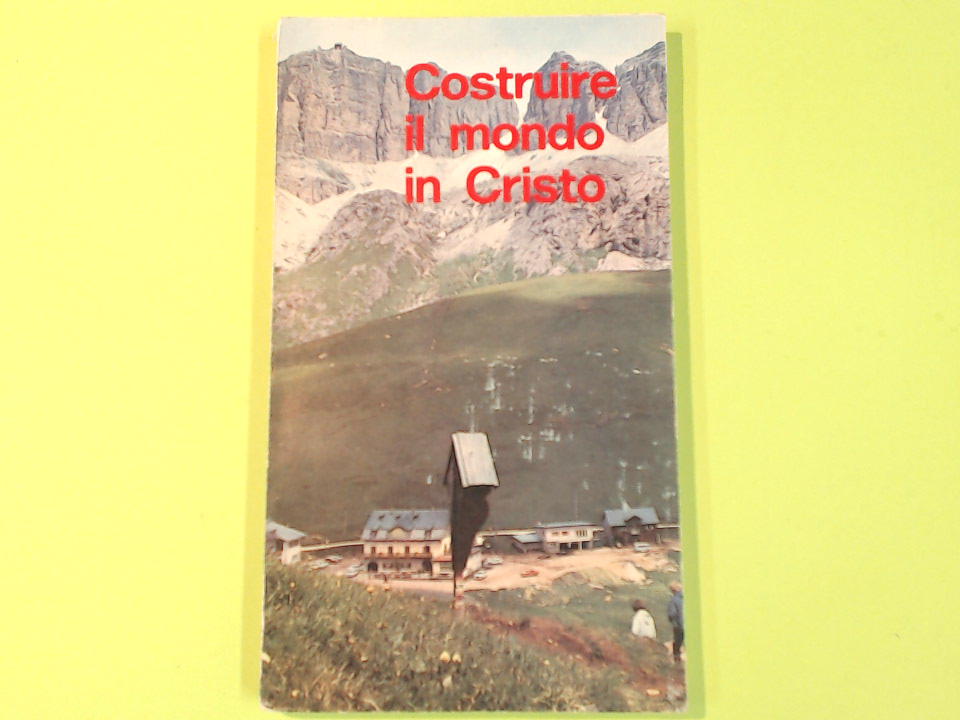 Costruire
il mondo
in Cristo